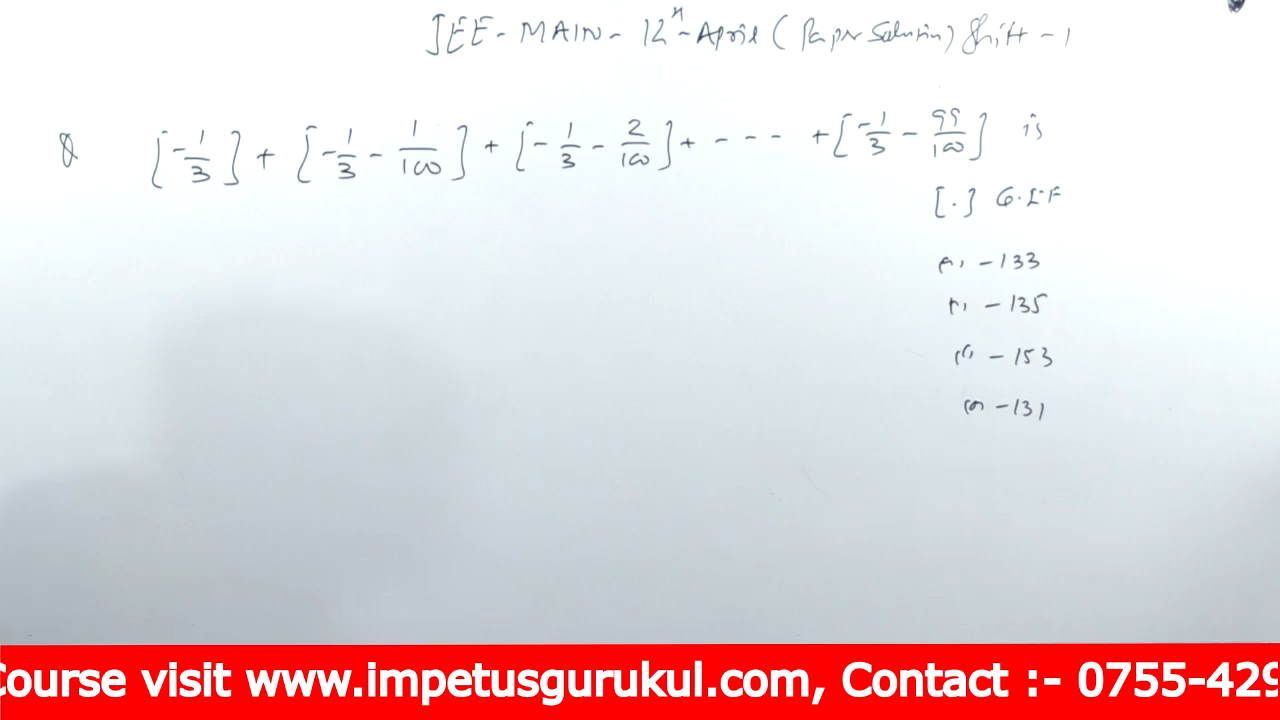 JEE- MAIN- 12th- April ( Paper Solution) Shift - 1
Q [-1/3] + [-1/3 - 1/100] + [-1/3 - 2/100] + - - - + [-1/3 - 99/100] is
[.] G.I.F
-133
-135
-153
-131
Course visit www.impetusgurukul.com, Contact :- 0755-429